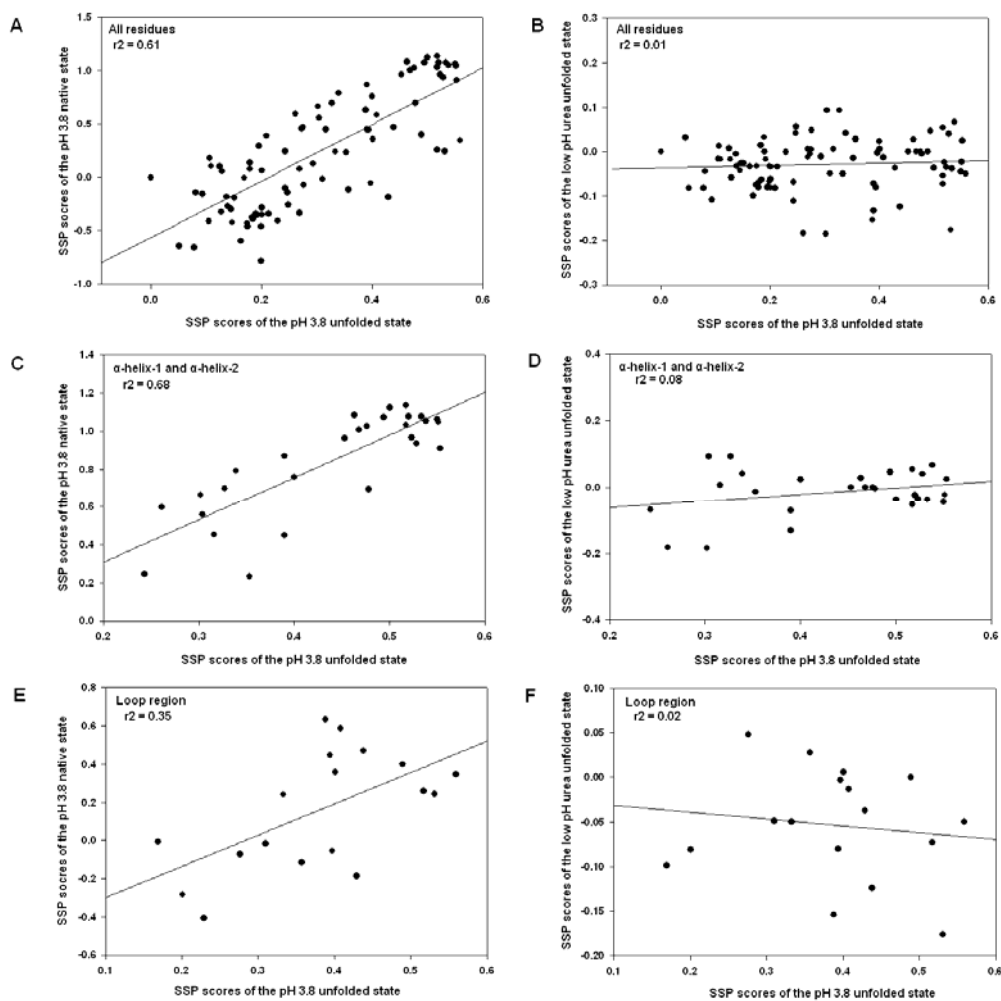 A
All residues
r2 = 0.61
SSP socres of the pH 3.8 native state
1.5
1.0
0.5
0.0
-0.5
-1.0
0.0 0.2 0.4 0.6
SSP scores of the pH 3.8 unfolded state
B
All residues
r2 = 0.01
SSP scores of the low pH urea unfolded state
0.3
0.2
0.1
0.0
-0.1
-0.2
-0.3
0.0 0.2 0.4 0.6
SSP scores of the pH 3.8 unfolded state
C
α-helix-1 and α-helix-2
r2 = 0.68
SSP socres of the pH 3.8 native state
1.4
1.2
1.0
0.8
0.6
0.4
0.2
0.0
0.2 0.3 0.4 0.5 0.6
SSP scores of the pH 3.8 unfolded state
D
α-helix-1 and α-helix-2
r2 = 0.08
SSP scores of the low pH urea unfolded state
0.4
0.2
0.0
-0.2
-0.4
0.2 0.3 0.4 0.5 0.6
SSP scores of the pH 3.8 unfolded state
E
Loop region
r2 = 0.35
SSP socres of the pH 3.8 native state
0.8
0.6
0.4
0.2
0.0
-0.2
-0.4
-0.6
0.1 0.2 0.3 0.4 0.5 0.6
SSP scores of the pH 3.8 unfolded state
F
Loop region
r2 = 0.02
SSP scores of the low pH urea unfolded state
0.10
0.05
0.00
-0.05
-0.10
-0.15
-0.20
0.1 0.2 0.3 0.4 0.5 0.6
SSP scores of the pH 3.8 unfolded state